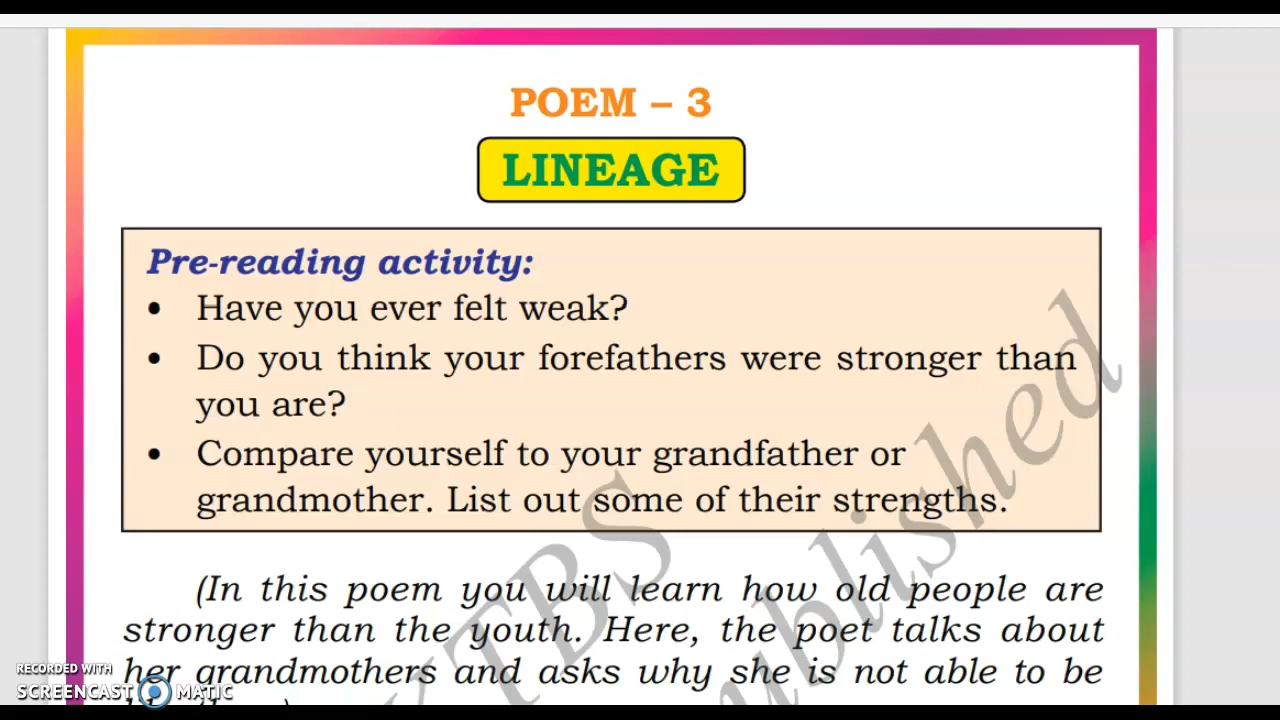 POEM – 3
LINEAGE
Pre-reading activity:
• Have you ever felt weak?
• Do you think your forefathers were stronger than
you are?
• Compare yourself to your grandfather or
grandmother. List out some of their strengths.
(In this poem you will learn how old people are
stronger than the youth. Here, the poet talks about
her grandmothers and asks why she is not able to be
KTBS
ublished
RECORDED WITH
SCREENCAST MATIC